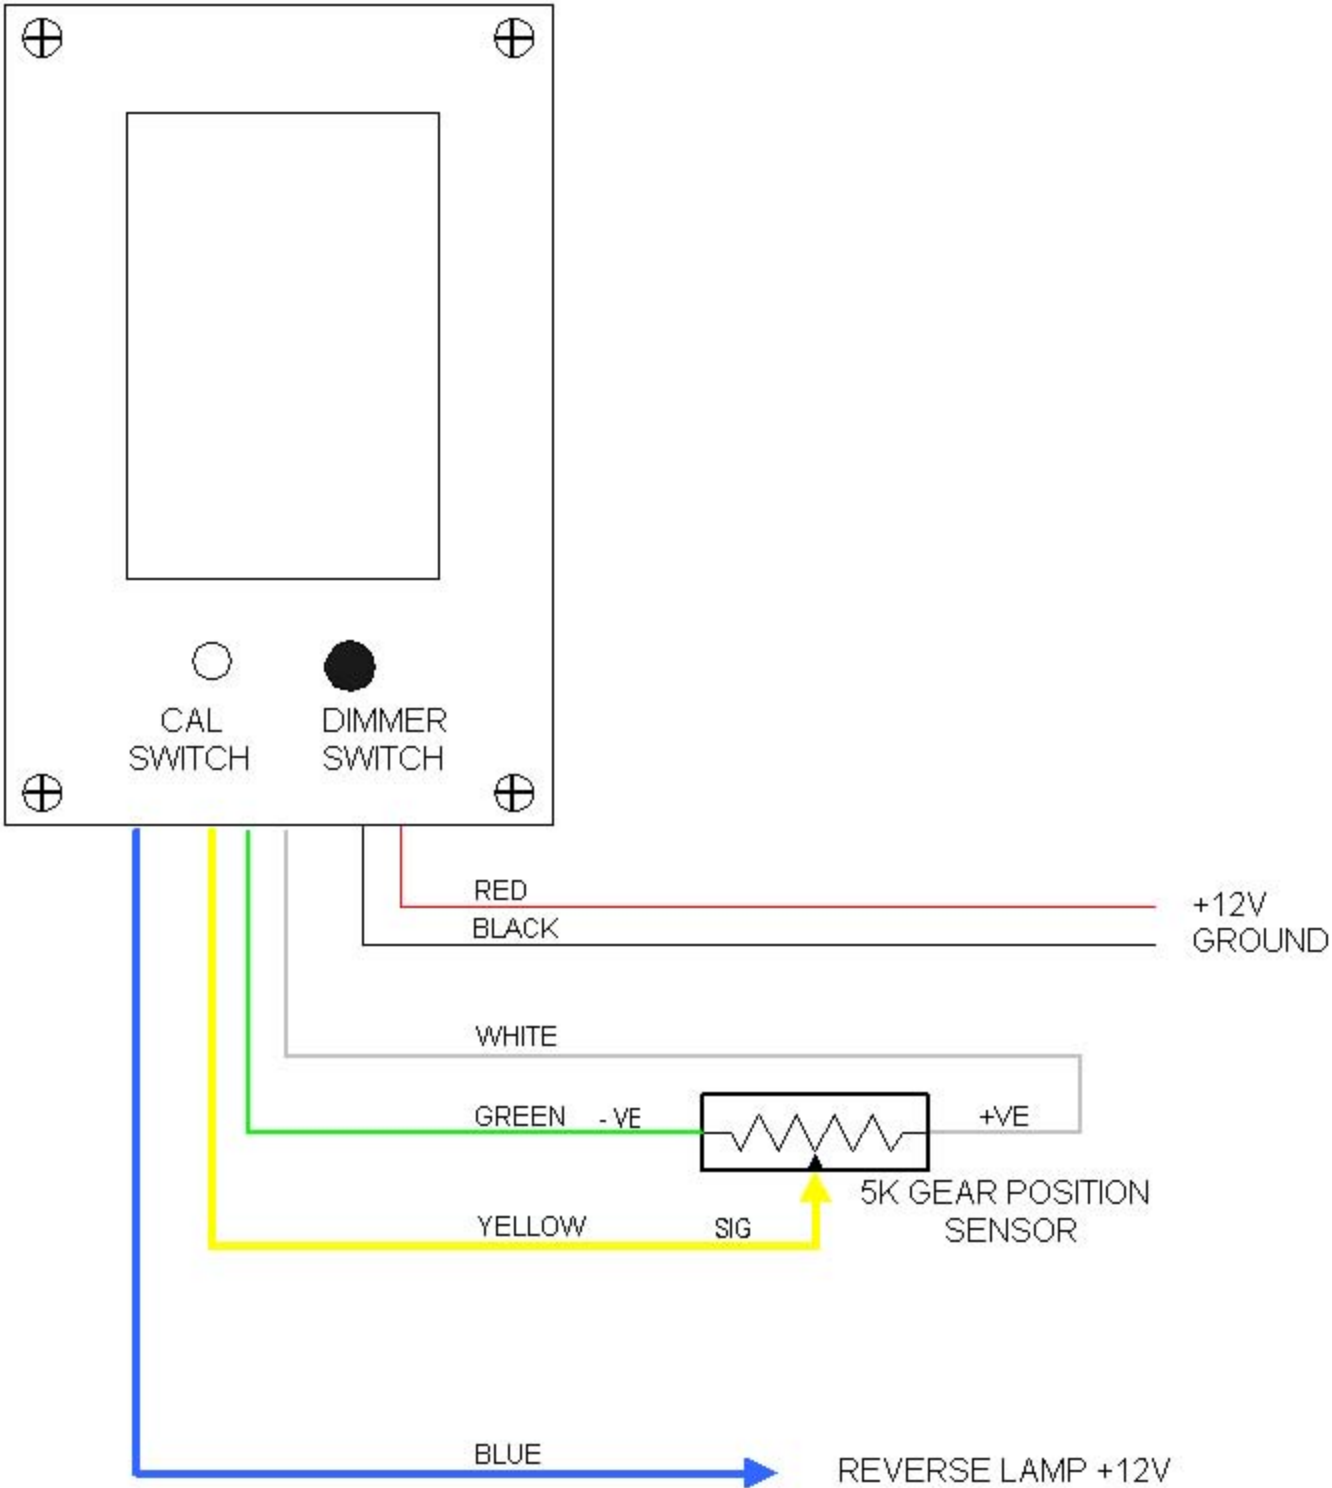 CAL
SWITCH
DIMMER
SWITCH
RED
+12V
BLACK
GROUND
WHITE
GREEN - VE
+VE
5K GEAR POSITION
SENSOR
YELLOW SIG
BLUE
REVERSE LAMP +12V